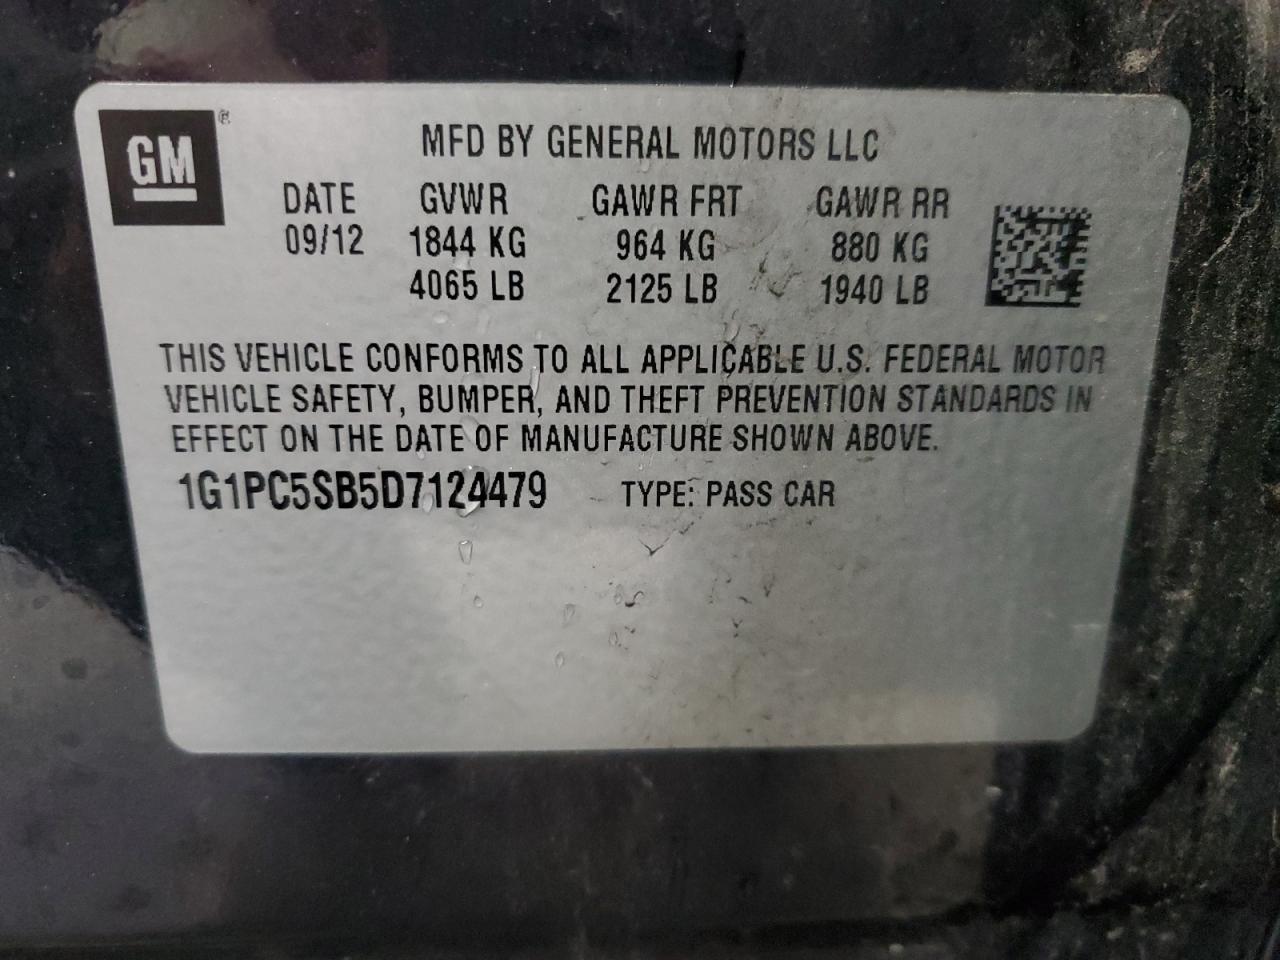 GM ®
MFD BY GENERAL MOTORS LLC
DATE GVWR GAWR FRT GAWR RR
09/12 1844 KG 964 KG 880 KG
4065 LB 2125 LB 1940 LB
THIS VEHICLE CONFORMS TO ALL APPLICABLE U.S. FEDERAL MOTOR
VEHICLE SAFETY, BUMPER, AND THEFT PREVENTION STANDARDS IN
EFFECT ON THE DATE OF MANUFACTURE SHOWN ABOVE.
1G1PC5SB5D7124479 TYPE: PASS CAR